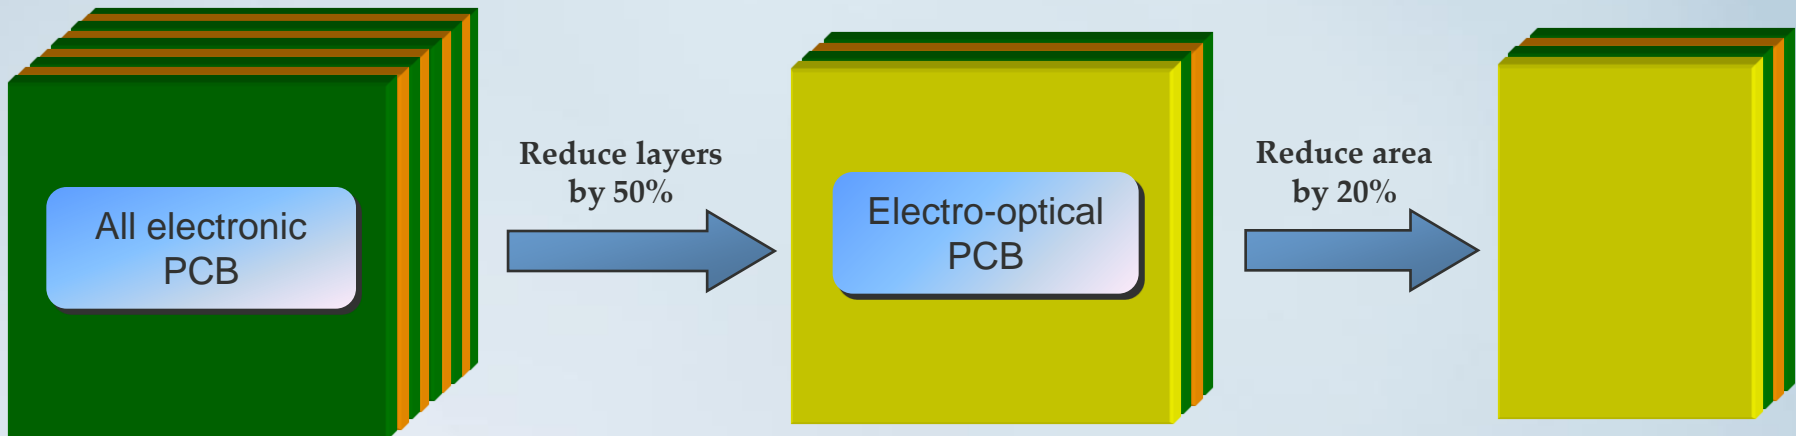 All electronic
PCB
Reduce layers
by 50%
Electro-optical
PCB
Reduce area
by 20%